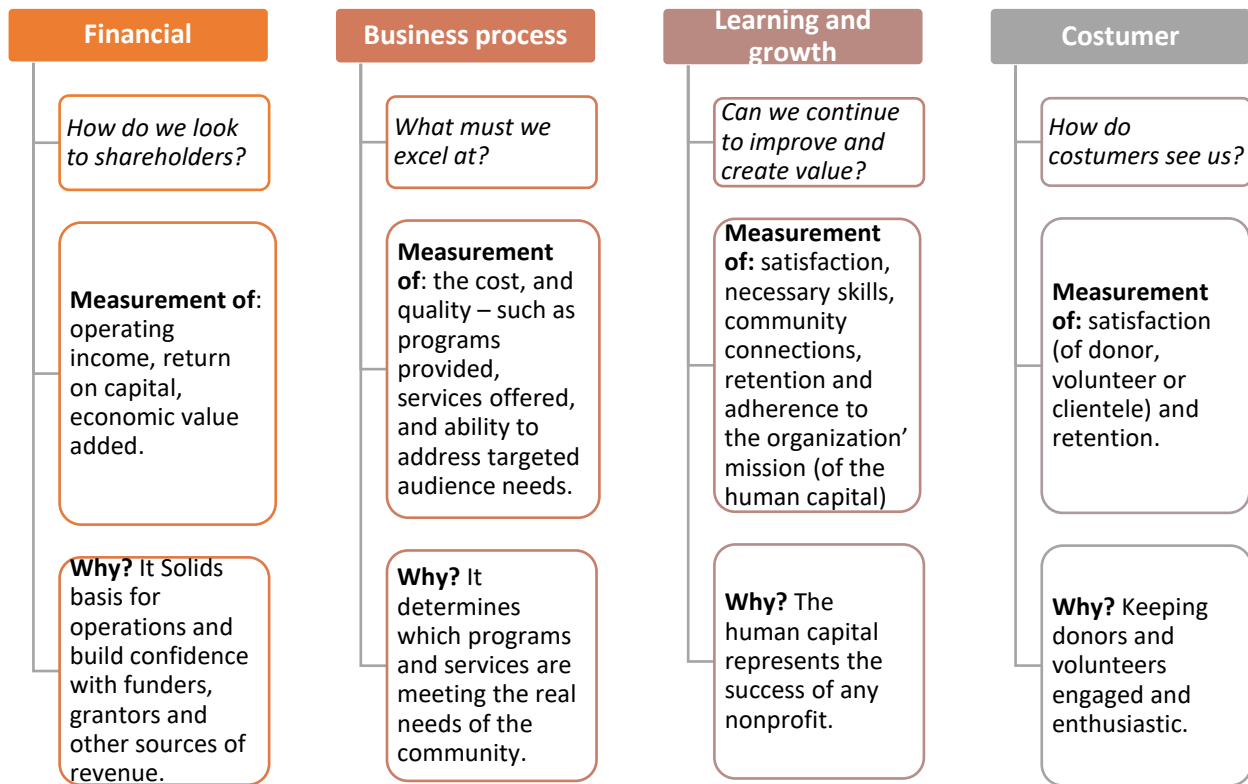 Financial
How do we look
to shareholders?
Measurement of:
operating
income, return
on capital,
economic value
added.
Why? It Solids
basis for
operations and
build confidence
with funders,
grantors and
other sources of
revenue.
Business process
What must we
excel at?
Measurement
of: the cost, and
quality – such as
programs
provided,
services offered,
and ability to
address targeted
audience needs.
Why? It
determines
which programs
and services are
meeting the real
needs of the
community.
Learning and
growth
Can we continue
to improve and
create value?
Measurement
of: satisfaction,
necessary skills,
community
connections,
retention and
adherence to
the organization’
mission (of the
human capital)
Why? The
human capital
represents the
success of any
nonprofit.
Costumer
How do
costumers see us?
Measurement
of: satisfaction
(of donor,
volunteer or
clientele) and
retention.
Why? Keeping
donors and
volunteers
engaged and
enthusiastic.